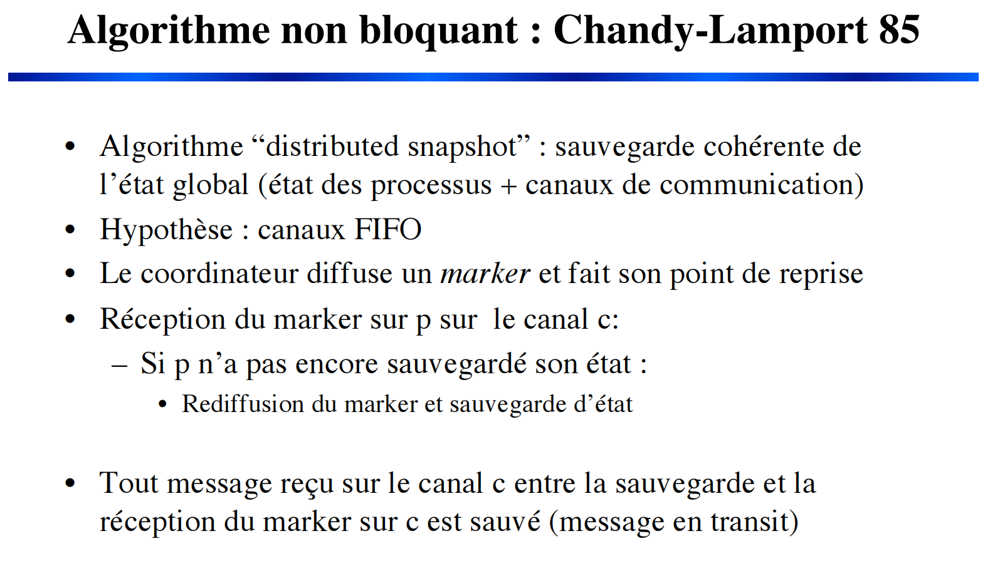 Algorithme non bloquant : Chandy-Lamport 85
• Algorithme “distributed snapshot” : sauvegarde cohérente de
l’état global (état des processus + canaux de communication)
• Hypothèse : canaux FIFO
• Le coordinateur diffuse un marker et fait son point de reprise
• Réception du marker sur p sur le canal c:
– Si p n’a pas encore sauvegardé son état :
• Rediffusion du marker et sauvegarde d’état
• Tout message reçu sur le canal c entre la sauvegarde et la
réception du marker sur c est sauvé (message en transit)